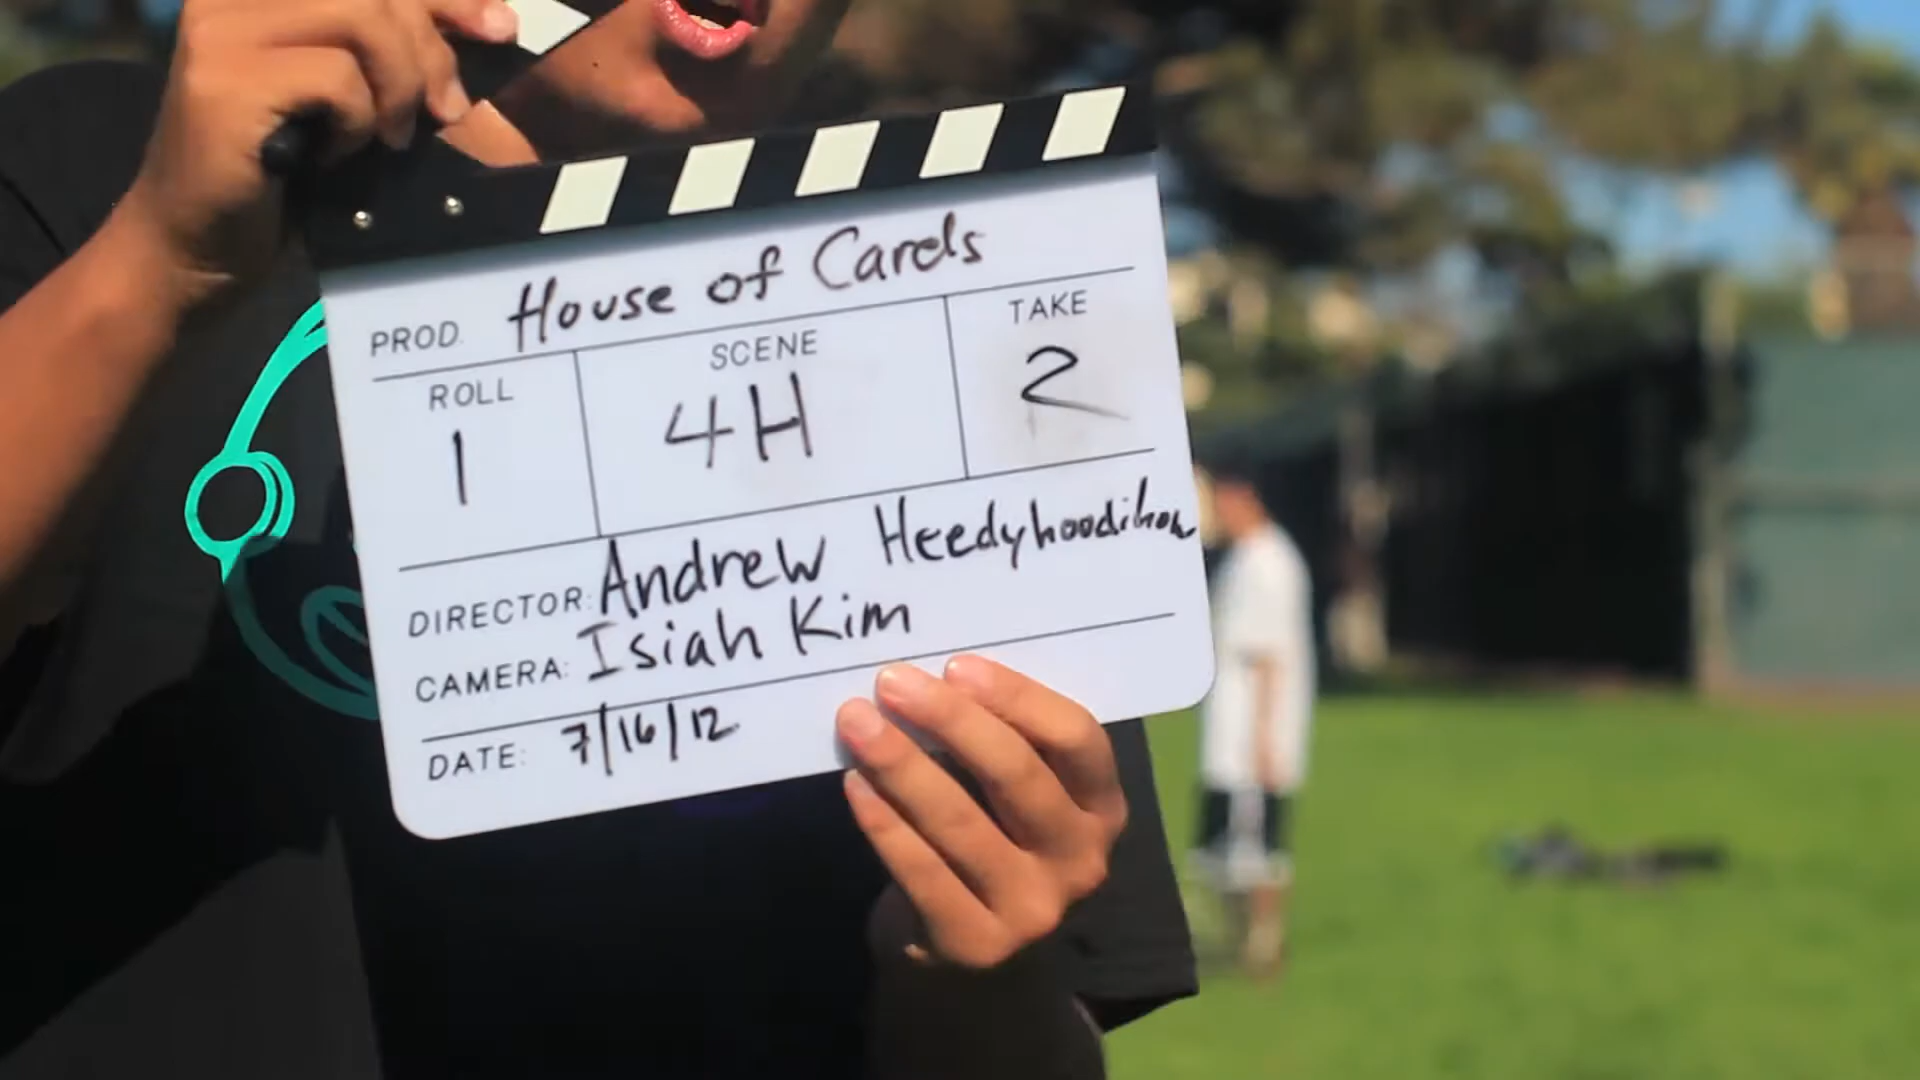 PROD. House of Cards
ROLL SCENE TAKE
1 4H 2
DIRECTOR: Andrew
CAMERA: Isiah Kim
DATE: 7/16/12